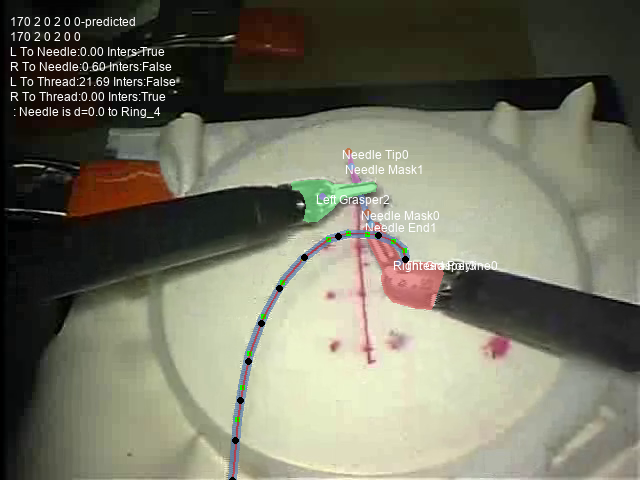 170 2 0 2 0 0-predicted
170 2 0 2 0 0
L To Needle:0.00 Inters:True
R To Needle:0.60 Inters:False
L To Thread:21.69 Inters:False
R To Thread:0.00 Inters:True
: Needle is d=0.0 to Ring_4
Needle Tip0
Needle Mask1
Left Grasper2
Needle Mask0
Needle End1